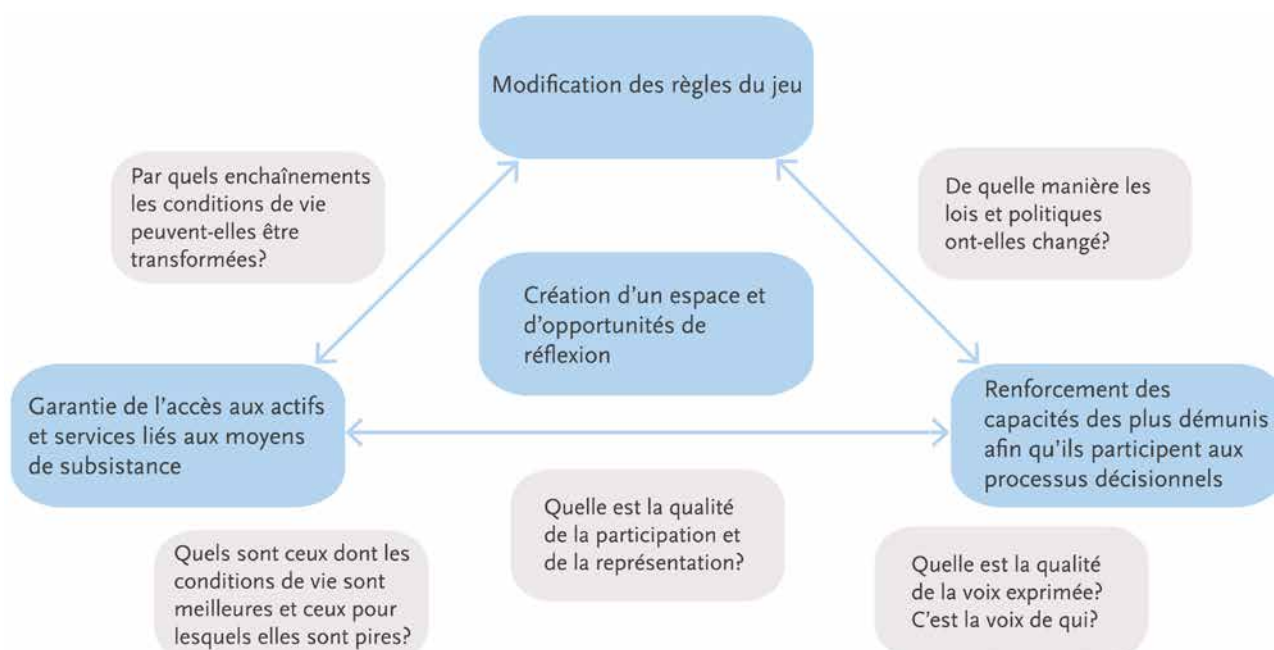 Modification des règles du jeu
Par quels enchaînements
les conditions de vie
peuvent-elles être
transformées?
De quelle manière les
lois et politiques
ont-elles changé?
Création d'un espace et
d'opportunités de
réflexion
Garantie de l'accès aux actifs
et services liés aux moyens
de subsistance
Renforcement des
capacités des plus démunis
afin qu'ils participent aux
processus décisionnels
Quelle est la qualité
de la participation et
de la représentation?
Quels sont ceux dont les
conditions de vie sont
meilleures et ceux pour
lesquels elles sont pires?
Quelle est la qualité
de la voix exprimée?
C'est la voix de qui?